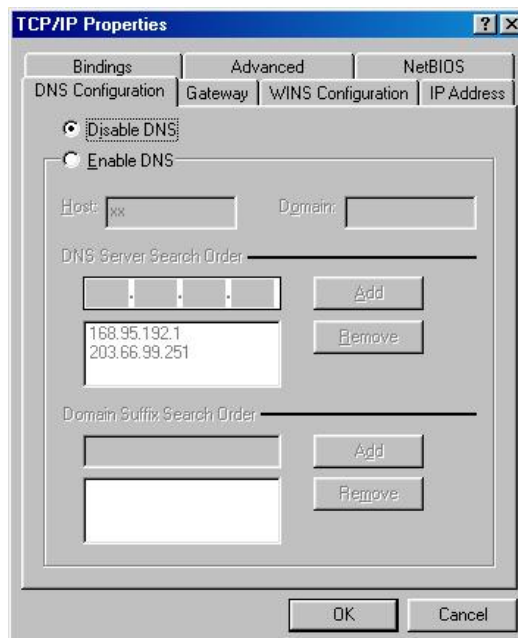 TCP/IP Properties
Bindings
Advanced
NetBIOS
DNS Configuration
Gateway
WINS Configuration
IP Address
Disable DNS
Enable DNS
Host:
xx
Domain:
DNS Server Search Order
Add
168.95.192.1
203.66.99.251
Remove
Domain Suffix Search Order
Add
Remove
OK
Cancel